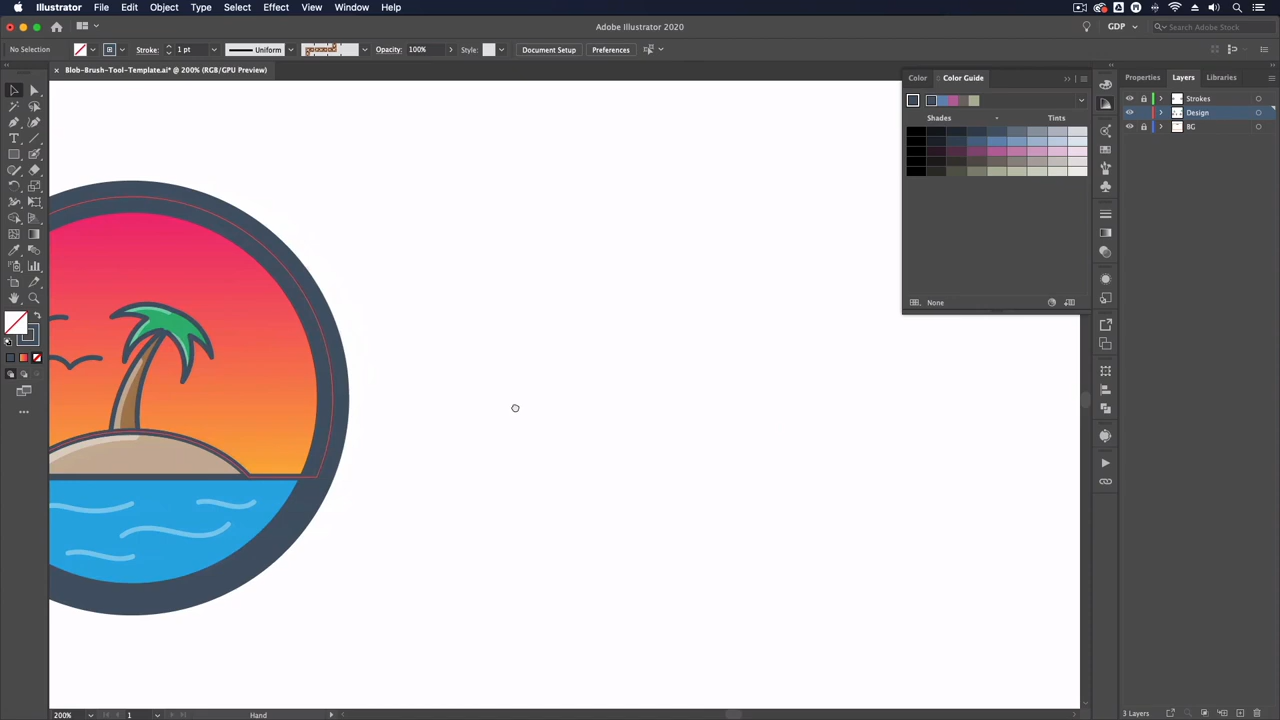 Illustrator File Edit Object Type Select Effect View Window Help
Adobe Illustrator 2020
GDP
Search Adobe Stock
No Selection Stroke: 1 pt Uniform Opacity: 100% Style: Document Setup Preferences
× Blob-Brush-Tool-Template.ai* @ 200% (RGB/GPU Preview)
Color Color Guide
Properties Layers Libraries
Strokes
Design
BG
Shades Tints
None
200% 1 Hand
3 Layers